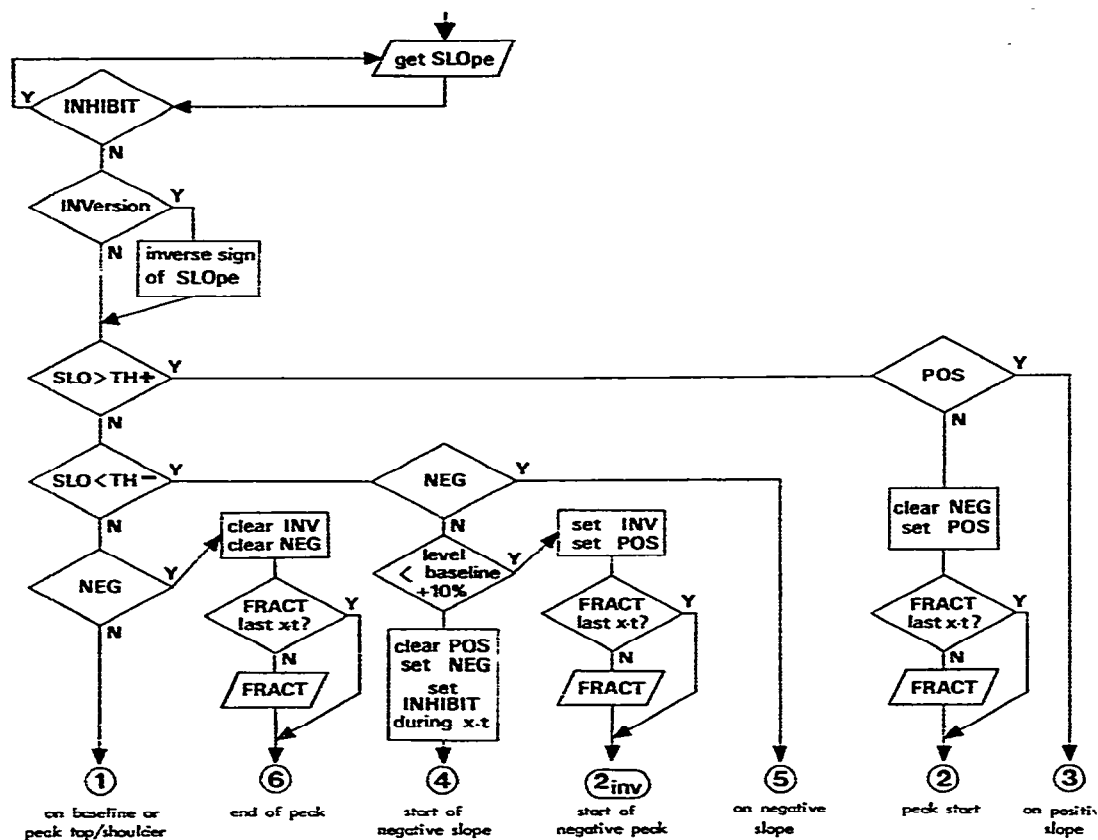 get SLOpe
Y
INHIBIT
N
INVersion
Y
N
inverse sign
of SLOpe
SLO>TH+
Y
POS
Y
N
N
SLO<TH-
Y
NEG
Y
N
N
clear INV
clear NEG
set INV
set POS
clear NEG
set POS
NEG
Y
level
< baseline
+10%
Y
N
FRACT
last x-t?
Y
N
FRACT
clear POS
set NEG
set
INHIBIT
during x-t
FRACT
last x-t?
Y
N
FRACT
FRACT
last x-t?
Y
N
FRACT
1
on baseline or
peak top/shoulder
6
end of peak
4
start of
negative slope
2inv
start of
negative peak
5
on negative
slope
2
peak start
3
on positiv
slope